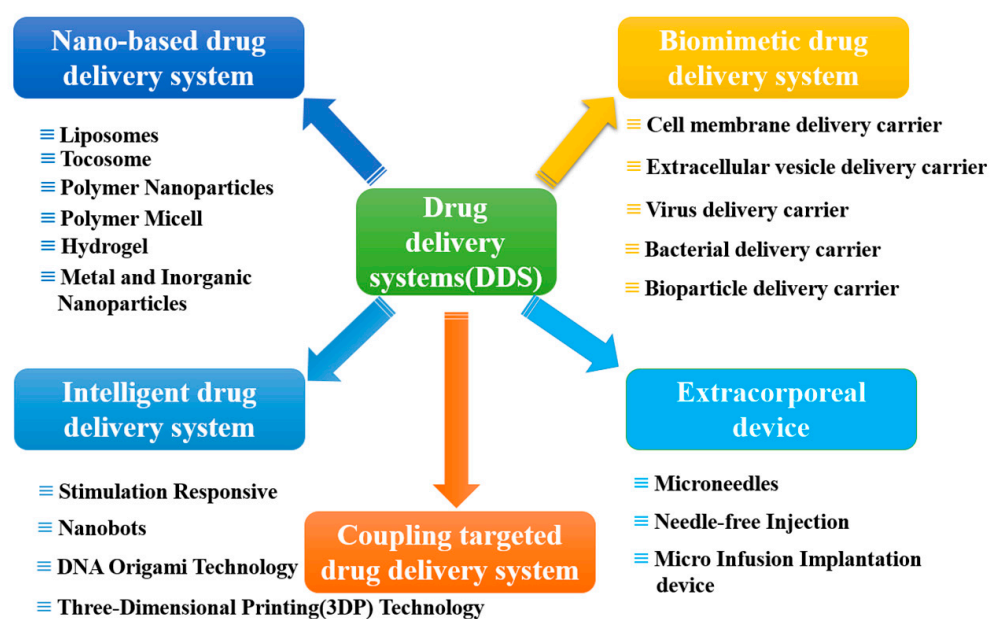 Nano-based drug
delivery system
Liposomes
Tocosome
Polymer Nanoparticles
Polymer Micell
Hydrogel
Metal and Inorganic
Nanoparticles
Biomimetic drug
delivery system
Cell membrane delivery carrier
Extracellular vesicle delivery carrier
Virus delivery carrier
Bacterial delivery carrier
Bioparticle delivery carrier
Drug
delivery
systems(DDS)
Intelligent drug
delivery system
Stimulation Responsive
Nanobots
DNA Origami Technology
Three-Dimensional Printing(3DP) Technology
Coupling targeted
drug delivery system
Extracorporeal
device
Microneedles
Needle-free Injection
Micro Infusion Implantation
device